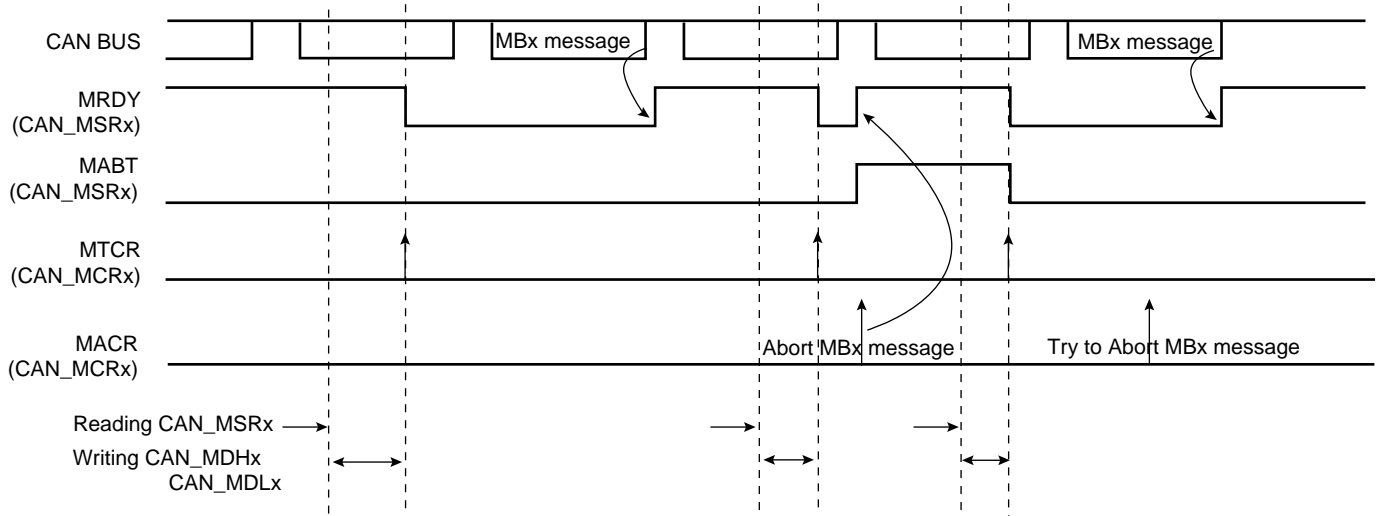 CAN BUS
MBx message
MBx message
MRDY
(CAN_MSRx)
MABT
(CAN_MSRx)
MTCR
(CAN_MCRx)
MACR
(CAN_MCRx)
Abort MBx message
Try to Abort MBx message
Reading CAN_MSRx
Writing CAN_MDHx
CAN_MDLx